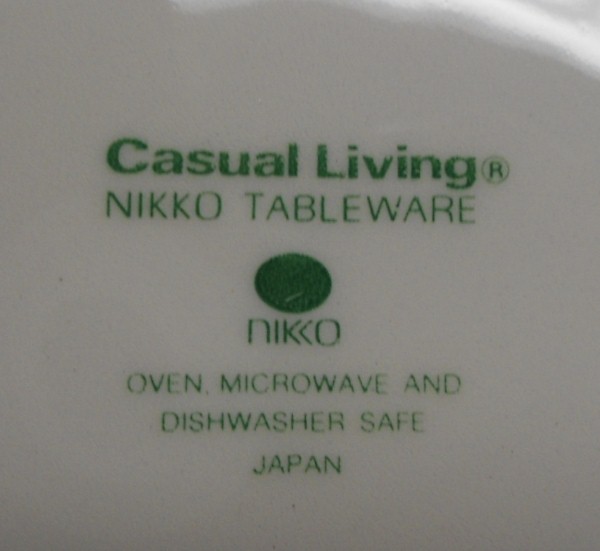 Casual Living®
NIKKO TABLEWARE
nikko
OVEN, MICROWAVE AND
DISHWASHER SAFE
JAPAN